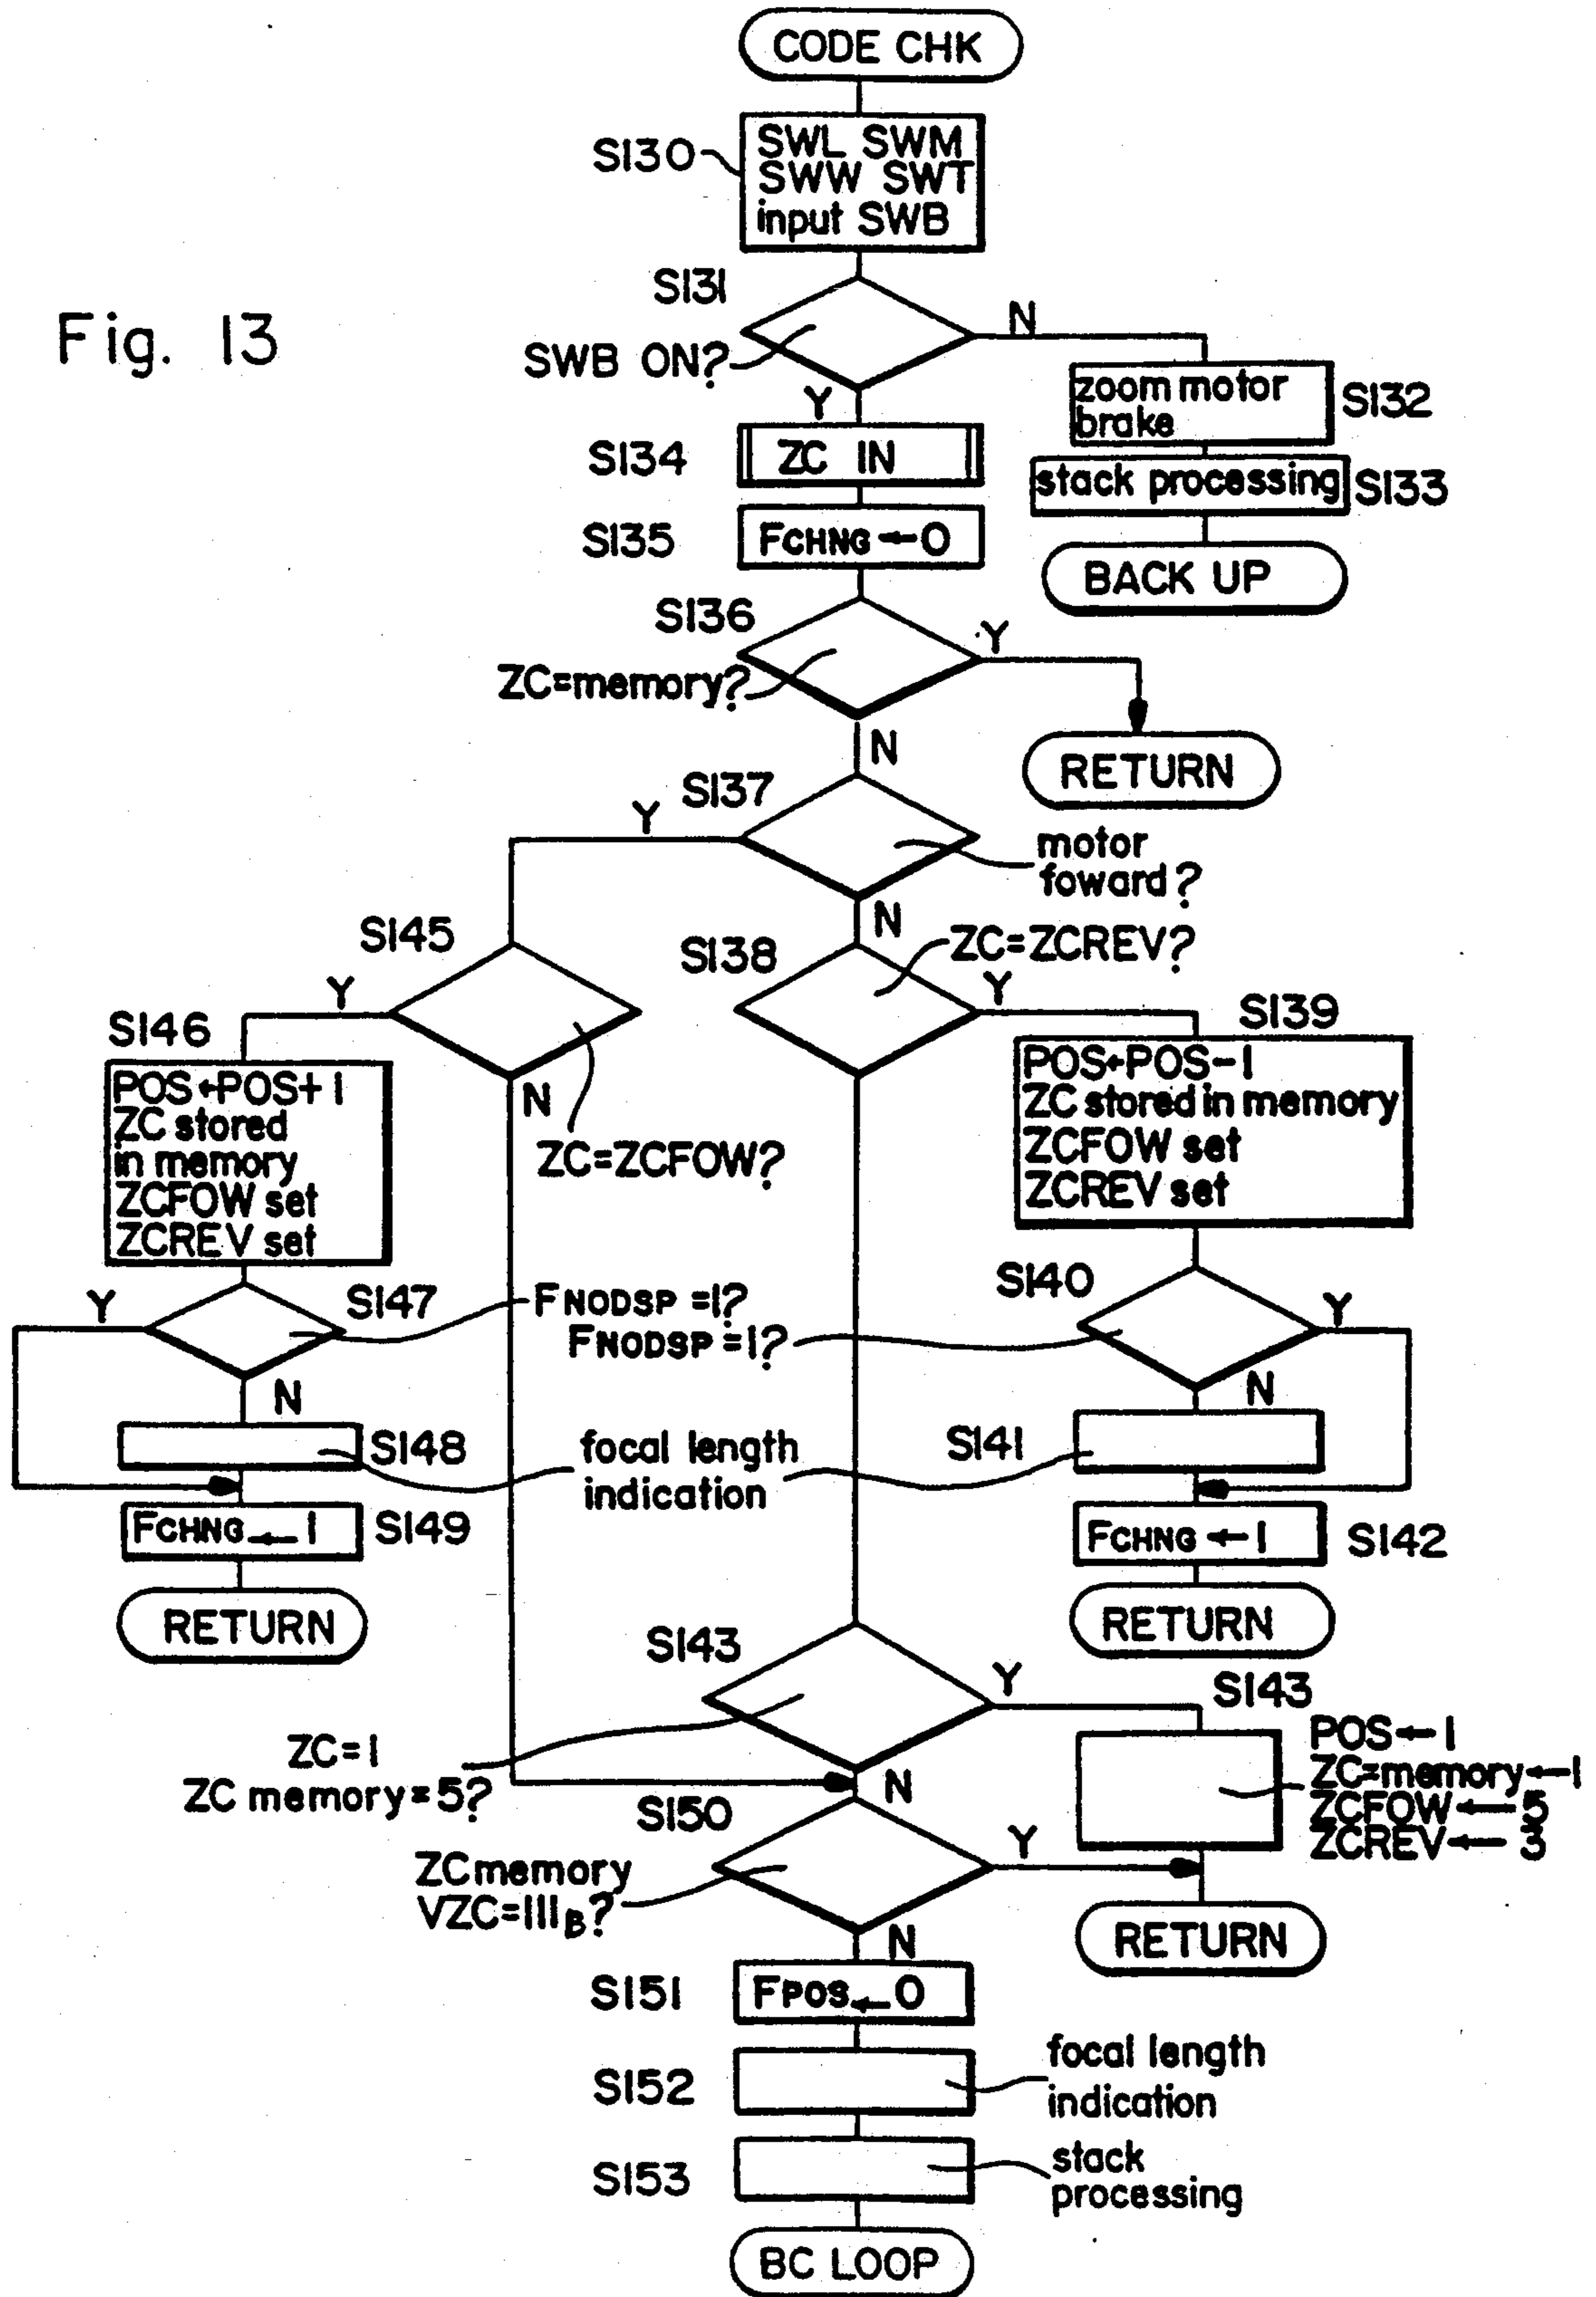 Fig. 13
CODE CHK
S130
SWL SWM
SWW SWT
input SWB
S131
SWB ON?
N
Y
zoom motor
brake
S132
stack processing
S133
BACK UP
S134
ZC IN
S135
FCHNG←0
S136
ZC=memory?
Y
RETURN
N
S137
Y
motor
foward?
N
S145
S138
ZC=ZCREV?
Y
Y
S146
POS←POS+1
ZC stored
in memory
ZCFOW set
ZCREV set
N
ZC=ZCFOW?
S139
POS←POS-1
ZC stored in memory
ZCFOW set
ZCREV set
Y
S147
FNODSP=1?
FNODSP=1?
S140
Y
N
N
S148
focal length
indication
S141
FCHNG←1
S149
FCHNG←1
S142
RETURN
RETURN
S143
Y
S143
ZC=1
ZC memory=5?
N
POS←1
ZC=memory←1
ZCFOW←5
ZCREV←3
S150
ZC memory
VZC=111B?
Y
RETURN
N
S151
FPOS←0
S152
focal length
indication
S153
stack
processing
BC LOOP